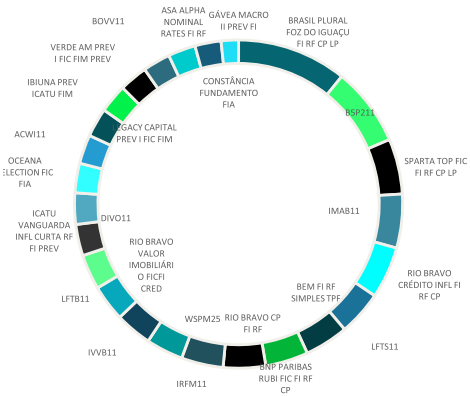 GÁVEA MACRO
II PREV FI
BRASIL PLURAL
FOZ DO IGUAÇU
FI RF CP LP
BSP211
SPARTA TOP FIC
FI RF CP LP
IMAB11
RIO BRAVO
CRÉDITO INFL FI
RF CP
BEM FI RF
SIMPLES TPF
LFTS11
RIO BRAVO CP
FI RF
BNP PARIBAS
RUBI FIC FI RF
CP
WSPM25
IRFM11
IVVB11
RIO BRAVO
VALOR
IMOBILIÁRI
O FICFI
CRED
LFTB11
DIVO11
ICATU
VANGUARDA
INFL CURTA RF
FI PREV
OCEANA
ELECTION FIC
FIA
ACWI11
LEGACY CAPITAL
PREV I FIC FIM
IBIUNA PREV
ICATU FIM
VERDE AM PREV
I FIC FIM PREV
BOVV11
CONSTÂNCIA
FUNDAMENTO
FIA
ASA ALPHA
NOMINAL
RATES FI RF